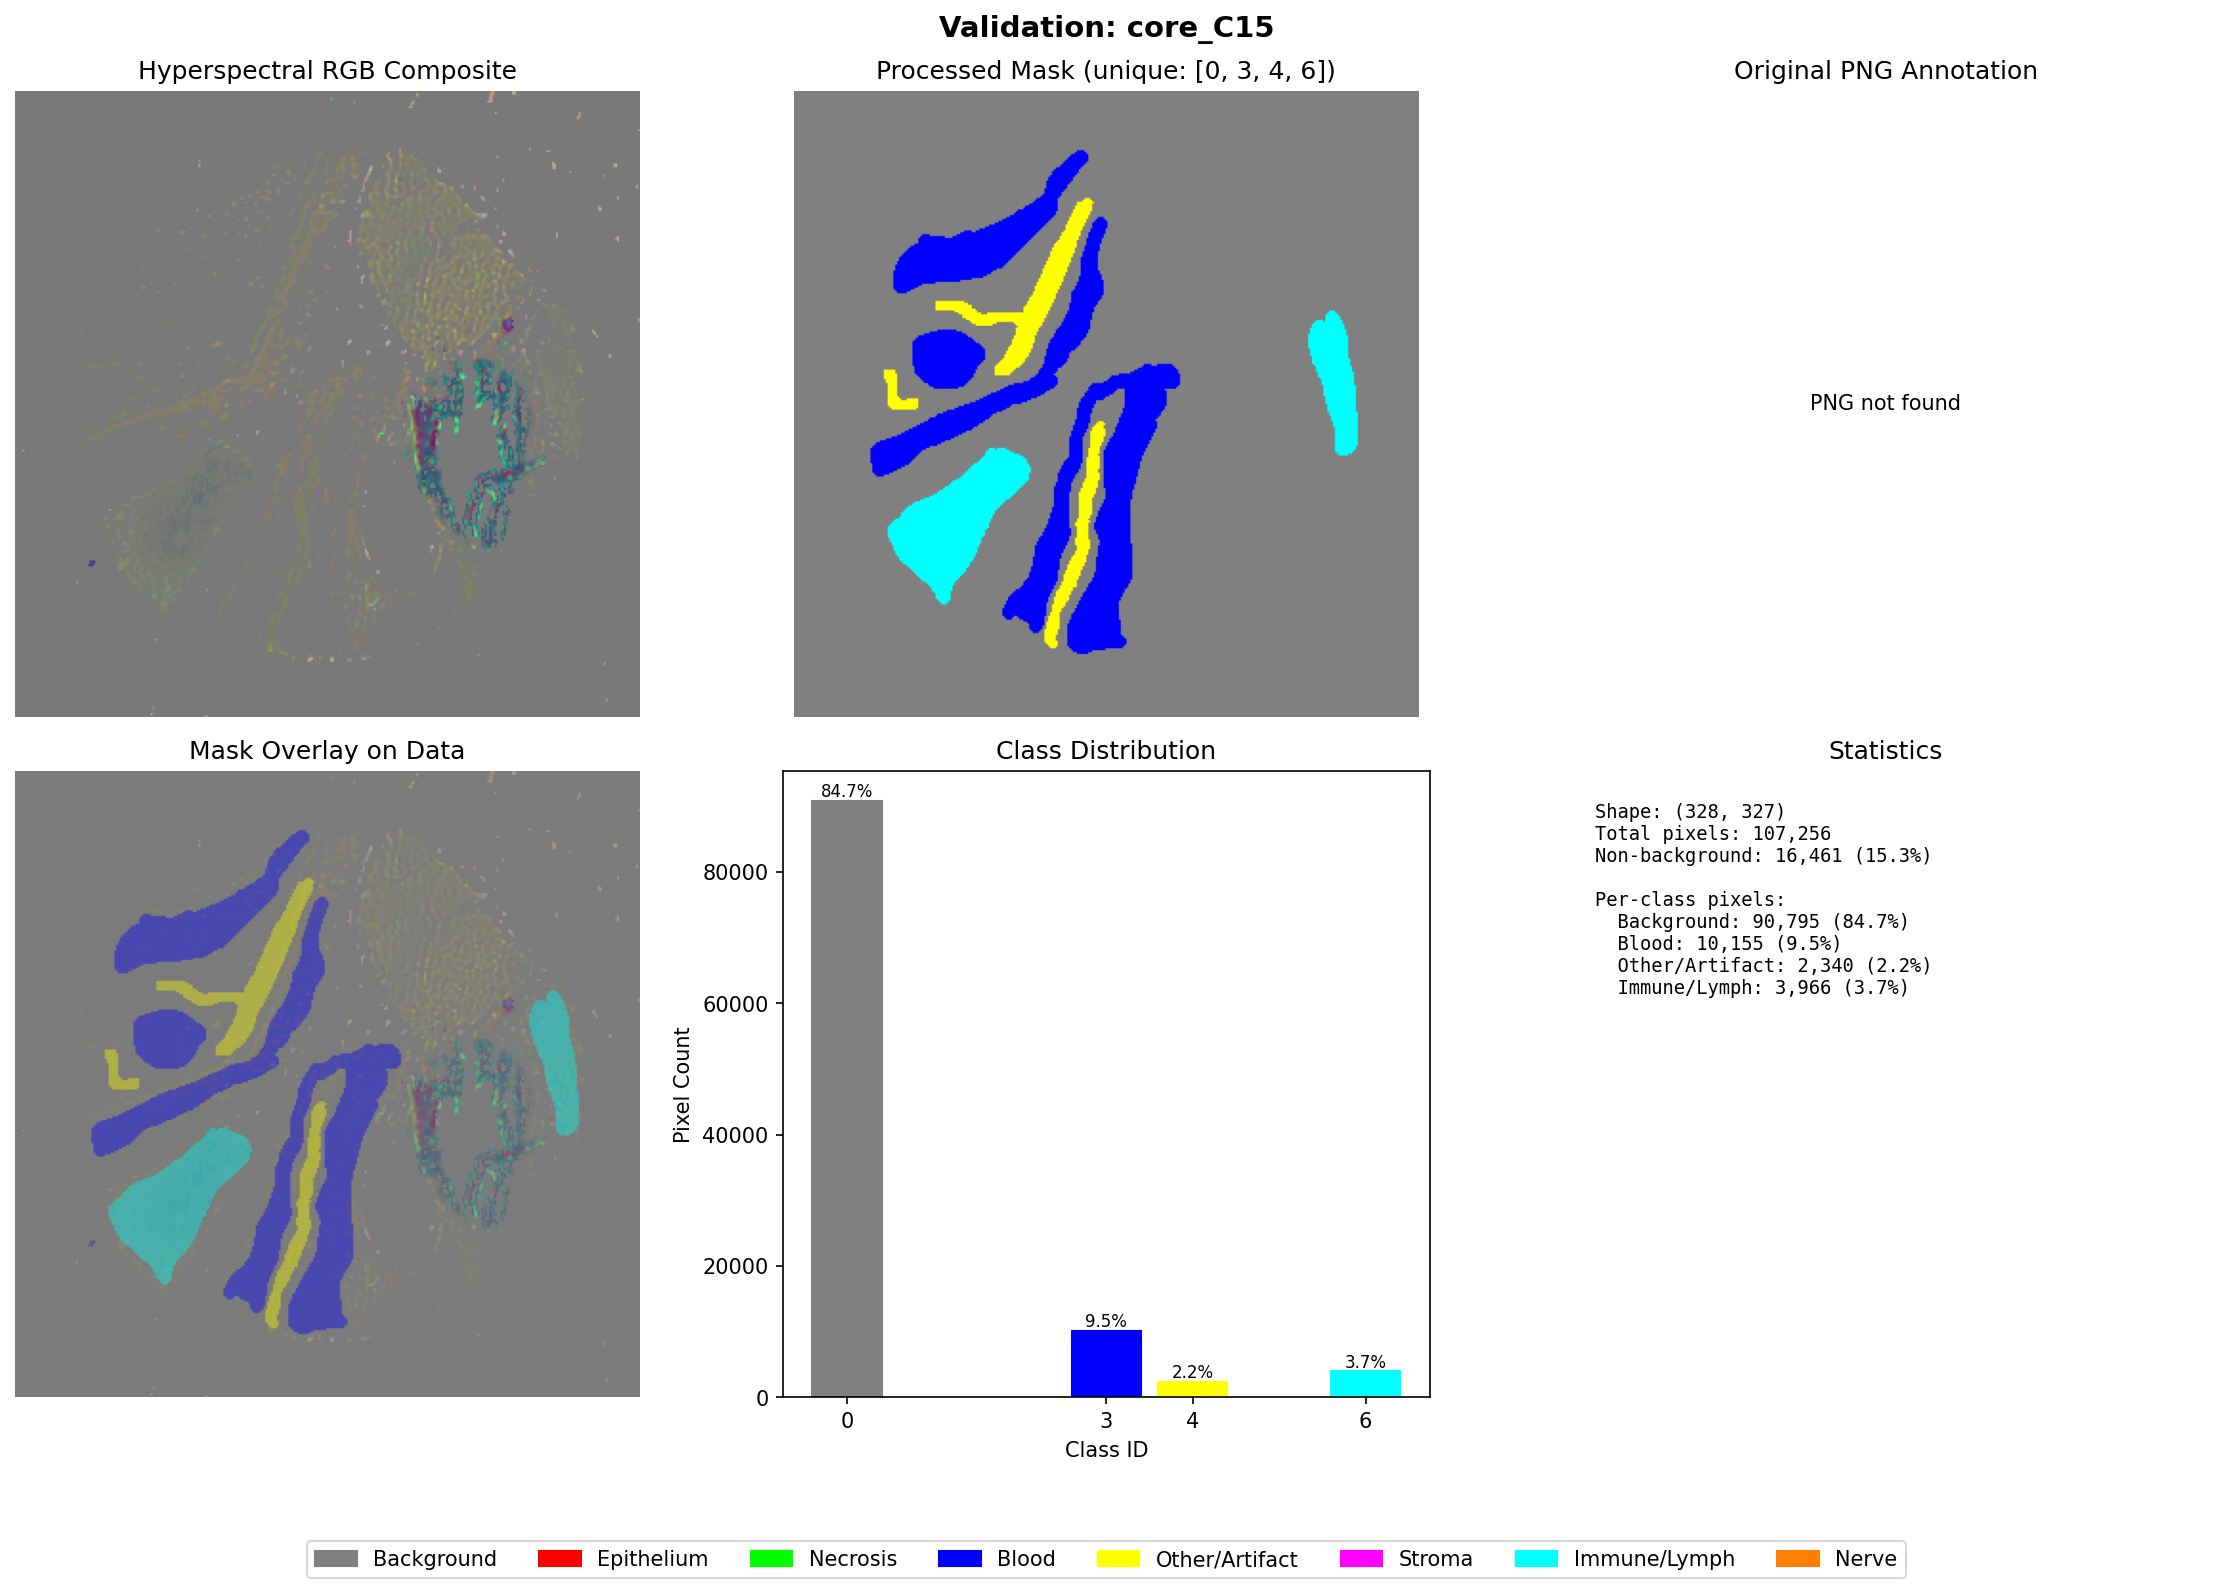 Validation: core_C15
Hyperspectral RGB Composite
Processed Mask (unique: [0, 3, 4, 6])
Original PNG Annotation
PNG not found
Mask Overlay on Data
Class Distribution
84.7%
9.5%
2.2%
3.7%
80000
60000
40000
20000
0
Pixel Count
0 3 4 6
Class ID
Statistics
Shape: (328, 327)
Total pixels: 107,256
Non-background: 16,461 (15.3%)
Per-class pixels:
Background: 90,795 (84.7%)
Blood: 10,155 (9.5%)
Other/Artifact: 2,340 (2.2%)
Immune/Lymph: 3,966 (3.7%)
Background Epithelium Necrosis Blood Other/Artifact Stroma Immune/Lymph Nerve